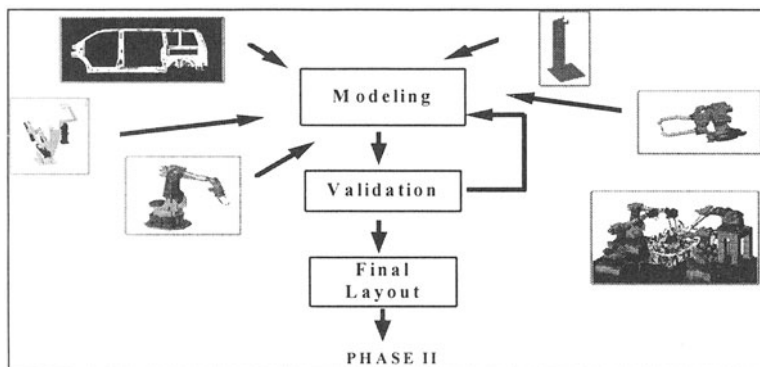 Modeling
Validation
Final
Layout
PHASE II